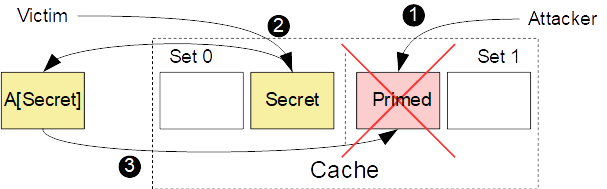 Victim
2
1
Attacker
Set 0
Set 1
A[Secret]
Secret
Primed
3
Cache